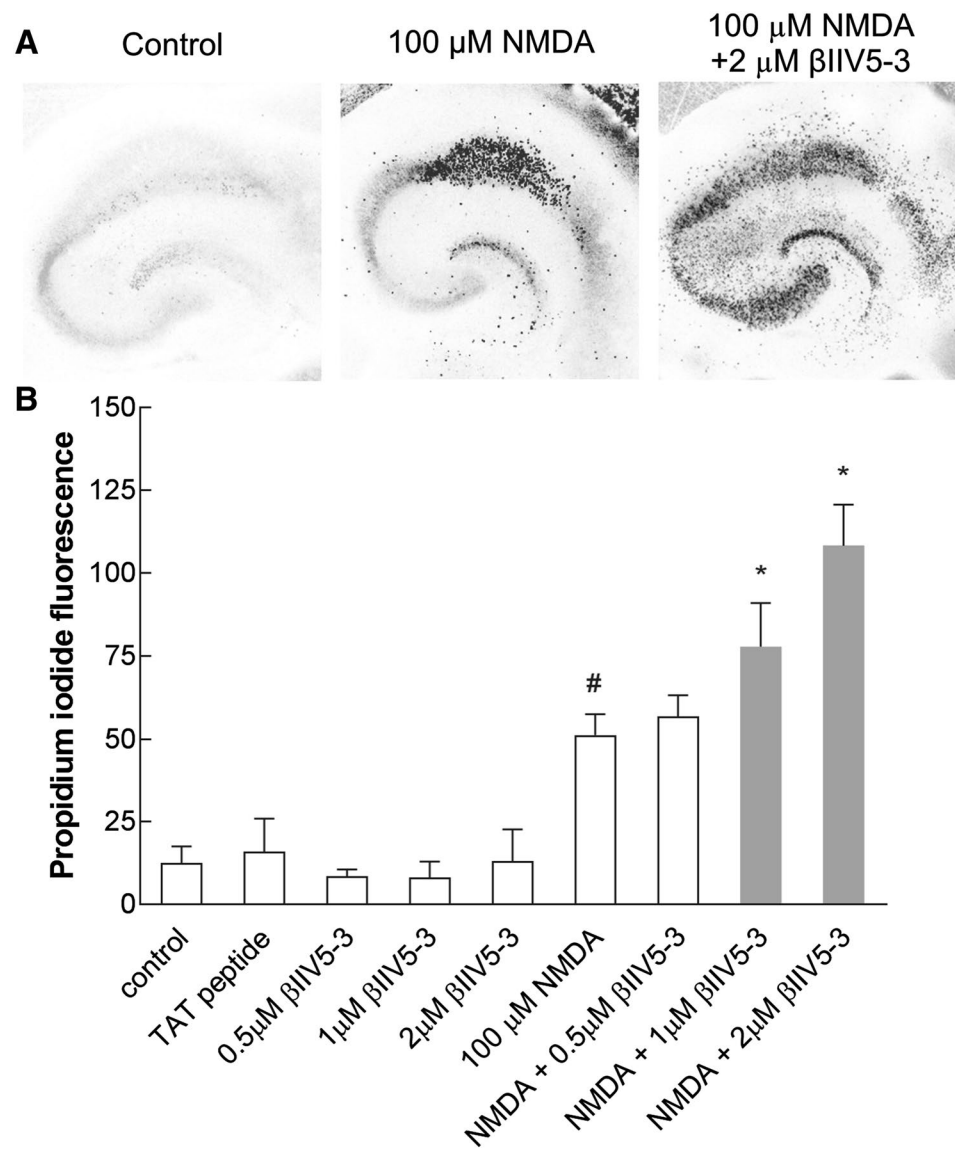 A
Control
100 μM NMDA
100 μM NMDA
+2 μM βIIV5-3
B
Propidium iodide fluorescence
150
125
100
75
50
25
0
#
*
*
control
TAT peptide
0.5μM βIIV5-3
1μM βIIV5-3
2μM βIIV5-3
100 μM NMDA
NMDA + 0.5μM βIIV5-3
NMDA + 1μM βIIV5-3
NMDA + 2μM βIIV5-3